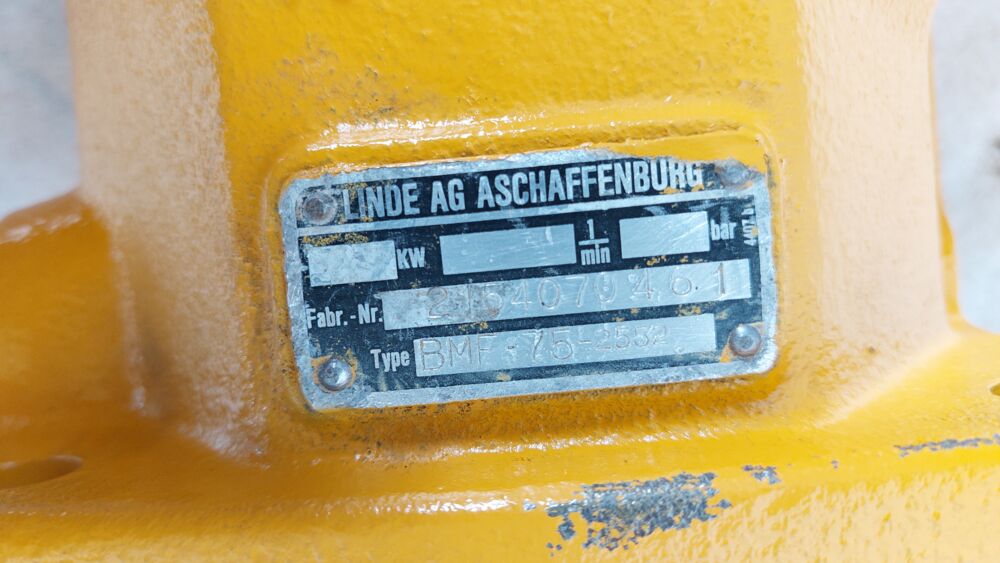 LINDE AG ASCHAFFENBURG
KW 1/min bar
Fabr.-Nr. 2154070461
Type BMF-75-2552